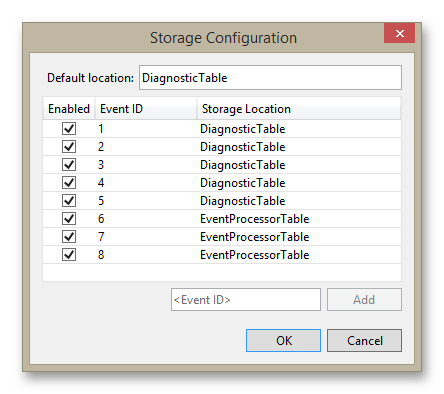 Storage Configuration
Default location: DiagnosticTable
Enabled Event ID Storage Location
1 DiagnosticTable
2 DiagnosticTable
3 DiagnosticTable
4 DiagnosticTable
5 DiagnosticTable
6 EventProcessorTable
7 EventProcessorTable
8 EventProcessorTable
<Event ID> Add
OK Cancel